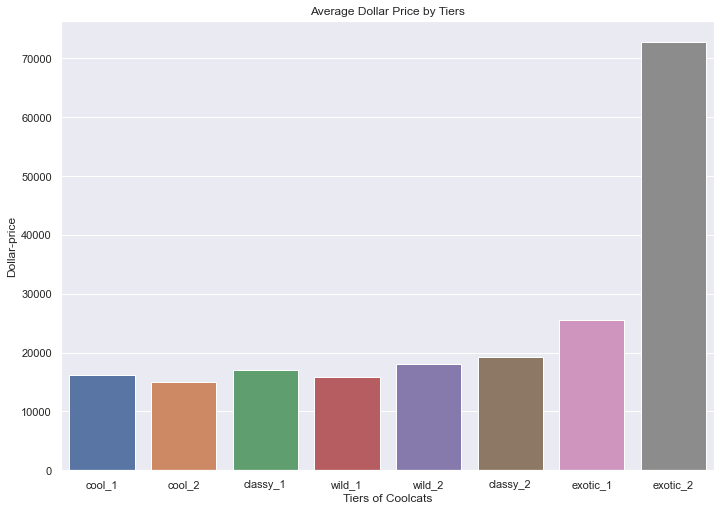 Average Dollar Price by Tiers
Dollar-price
70000
60000
50000
40000
30000
20000
10000
0
cool_1 cool_2 classy_1 wild_1 wild_2 classy_2 exotic_1 exotic_2
Tiers of Coolcats